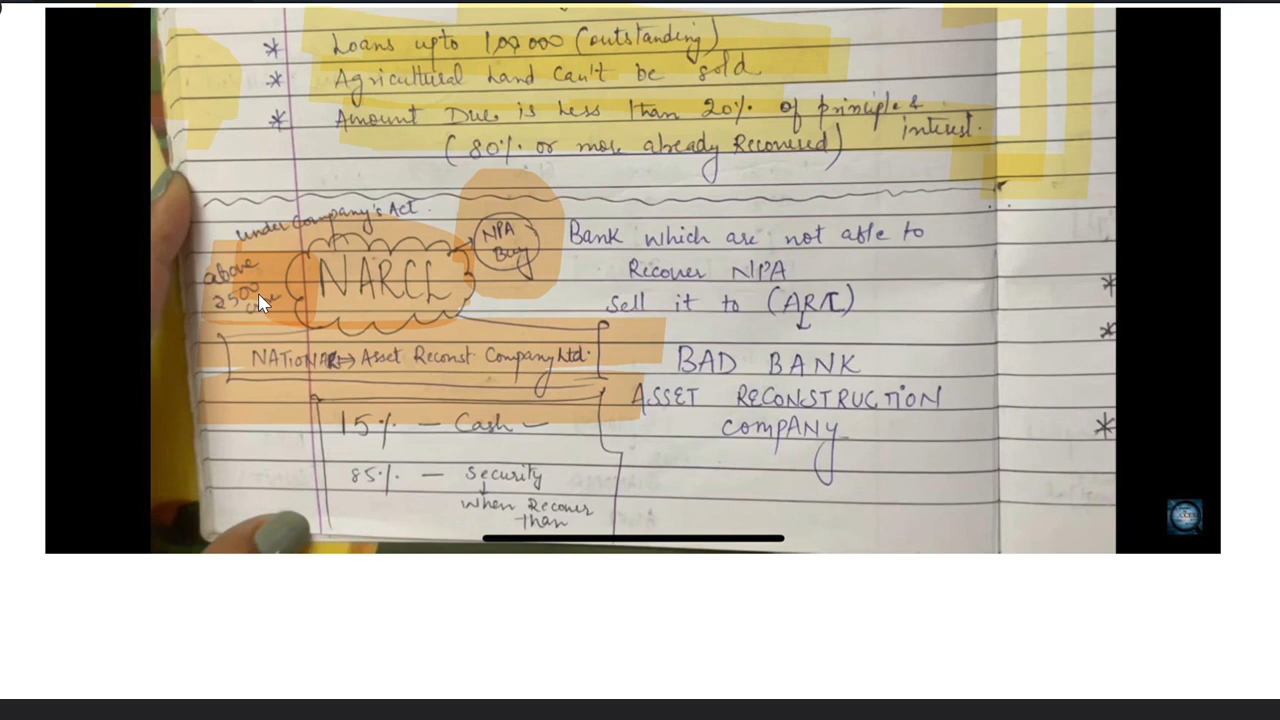 * Loans upto 1,00000 (outstanding)
* Agricultural Land can't be sold
* Amount Due is Less than 20% of principle &
interest.
(80% or more already Recovered)
under Company's Act.
above
2500
crore
NARCL
NPA
Buy
NATIONAL Asset Reconst Company Ltd.
15% — Cash —
85% — Security
when Recover
than
Bank which are not able to
Recover NPA
Sell it to (ARC)
BAD BANK
ASSET RECONSTRUCTION
COMPANY
*
*
*